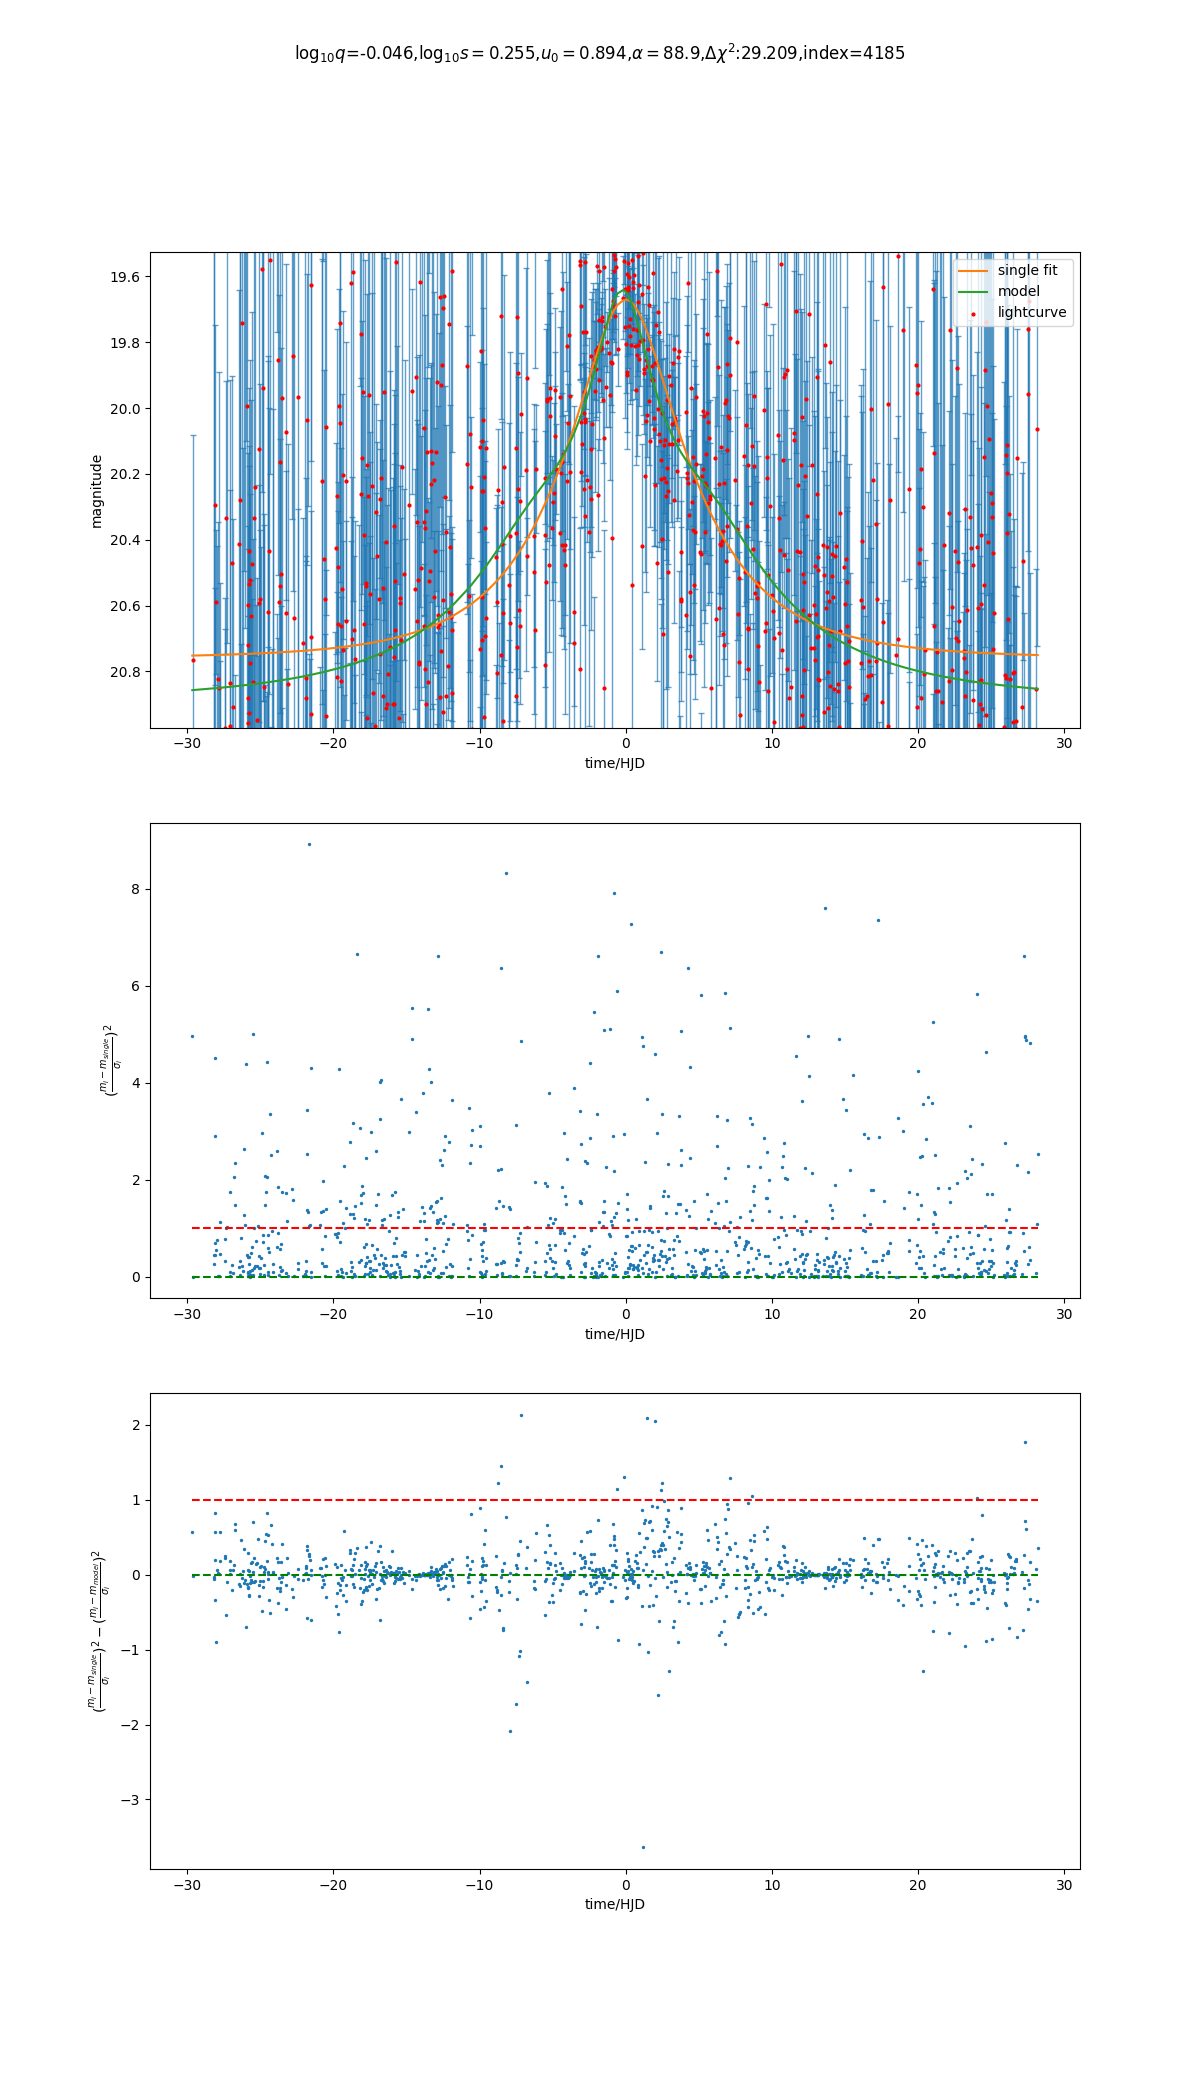 log₁₀q=-0.046,log₁₀s = 0.255,u₀ = 0.894,α = 88.9,Δχ²:29.209,index=4185
single fit
model
lightcurve
19.6
19.8
20.0
20.2
20.4
20.6
20.8
magnitude
−30 −20 −10 0 10 20 30
time/HJD
8
6
4
2
0
(mᵢ − m_single / σᵢ)²
−30 −20 −10 0 10 20 30
time/HJD
2
1
0
−1
−2
−3
(mᵢ − m_single / σᵢ)² − (mᵢ − m_model / σᵢ)²
−30 −20 −10 0 10 20 30
time/HJD